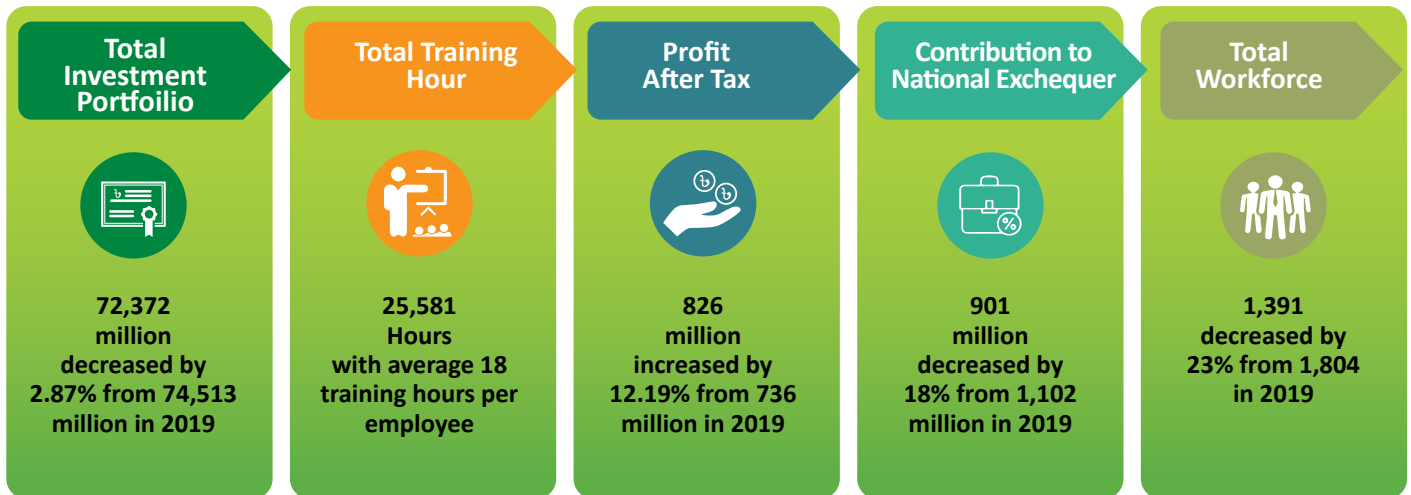 Total
Investment
Portfoilio
72,372
million
decreased by
2.87% from 74,513
million in 2019
Total Training
Hour
25,581
Hours
with average 18
training hours per
employee
Profit
After Tax
৳
৳
826
million
increased by
12.19% from 736
million in 2019
Contribution to
National Exchequer
%
901
million
decreased by
18% from 1,102
million in 2019
Total
Workforce
1,391
decreased by
23% from 1,804
in 2019